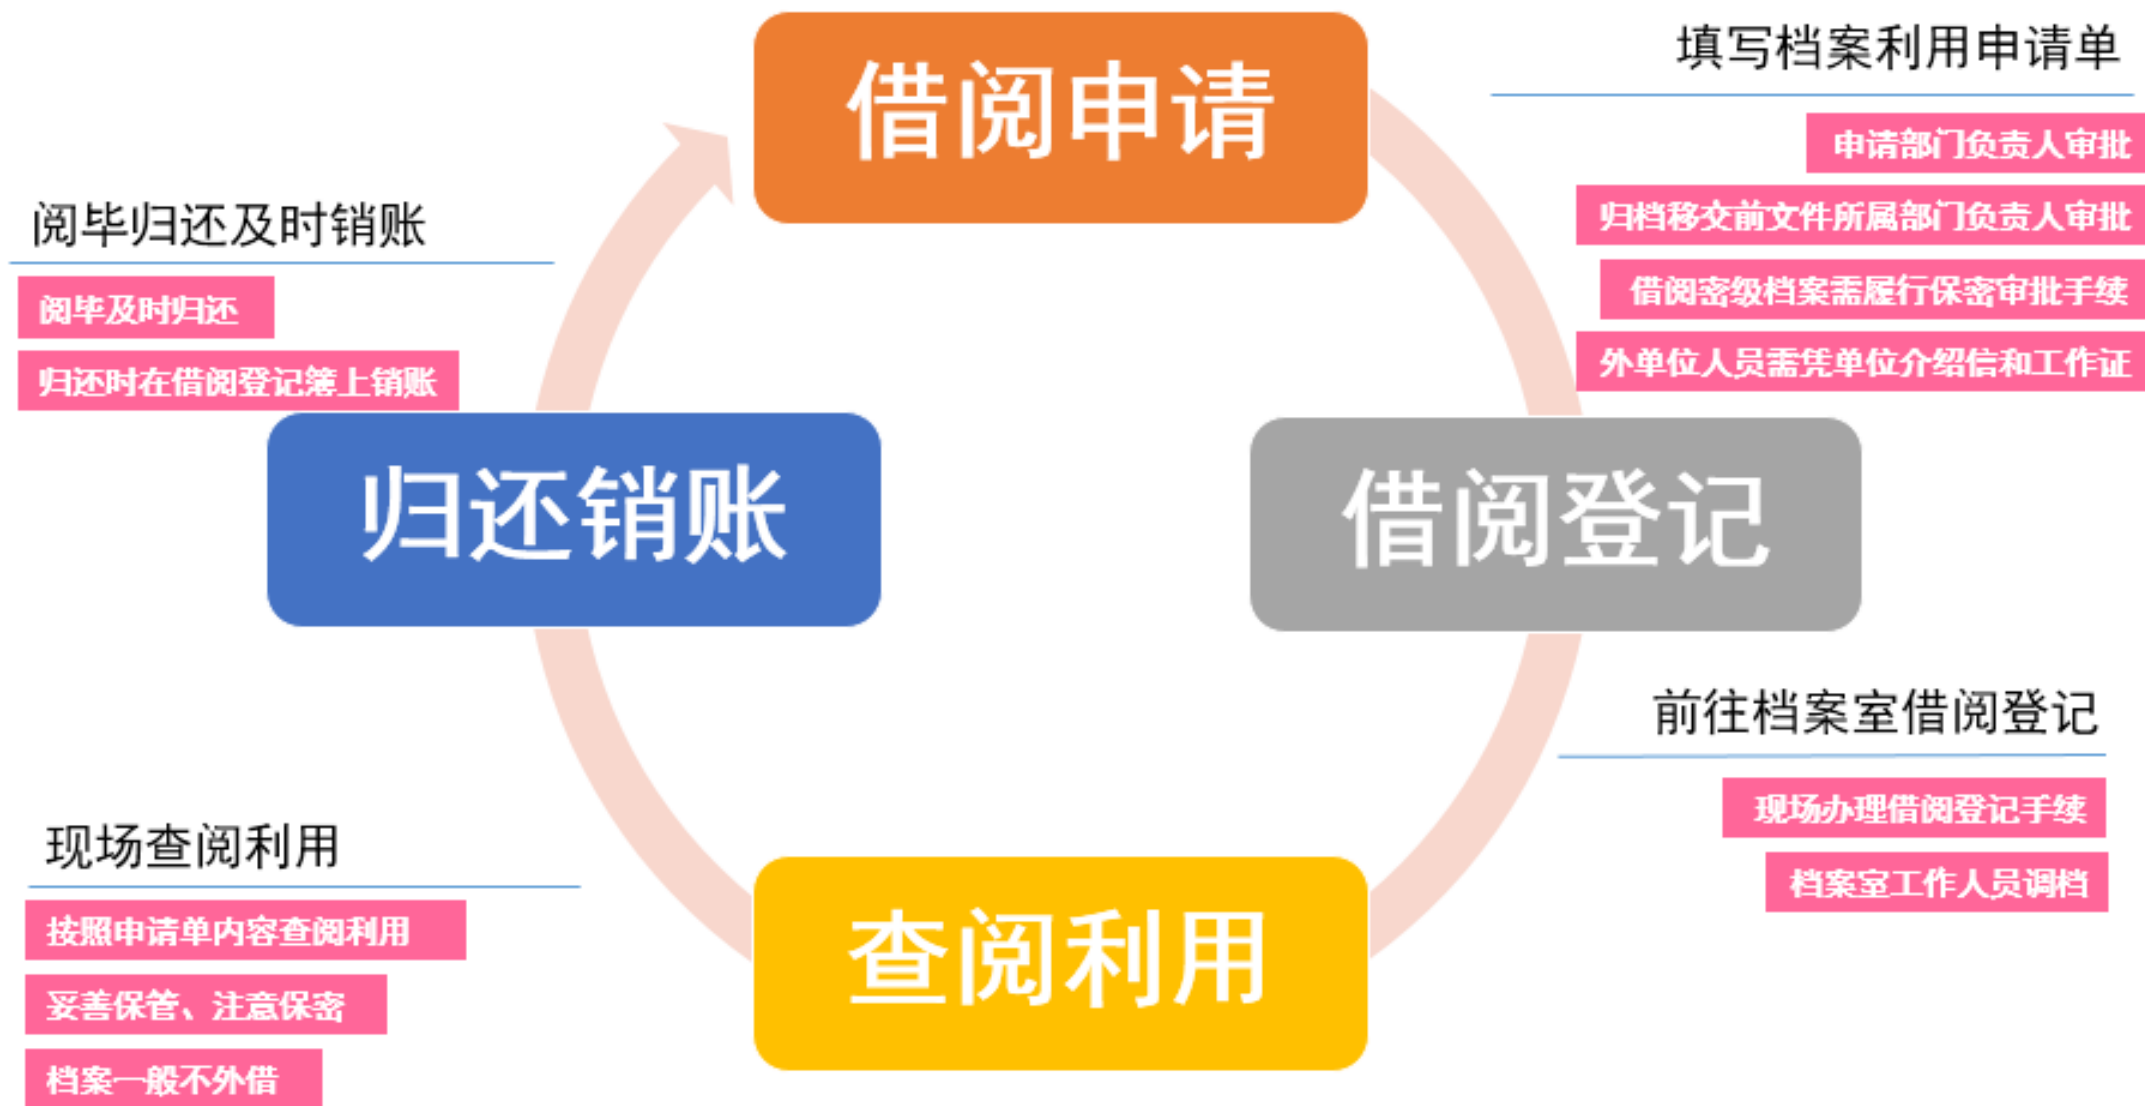 借阅申请
填写档案利用申请单
申请部门负责人审批
归档移交前文件所属部门负责人审批
借阅密级档案需履行保密审批手续
外单位人员需凭单位介绍信和工作证
借阅登记
前往档案室借阅登记
现场办理借阅登记手续
档案室工作人员调档
查阅利用
现场查阅利用
按照申请单内容查阅利用
妥善保管、注意保密
档案一般不外借
归还销账
阅毕归还及时销账
阅毕及时归还
归还时在借阅登记簿上销账